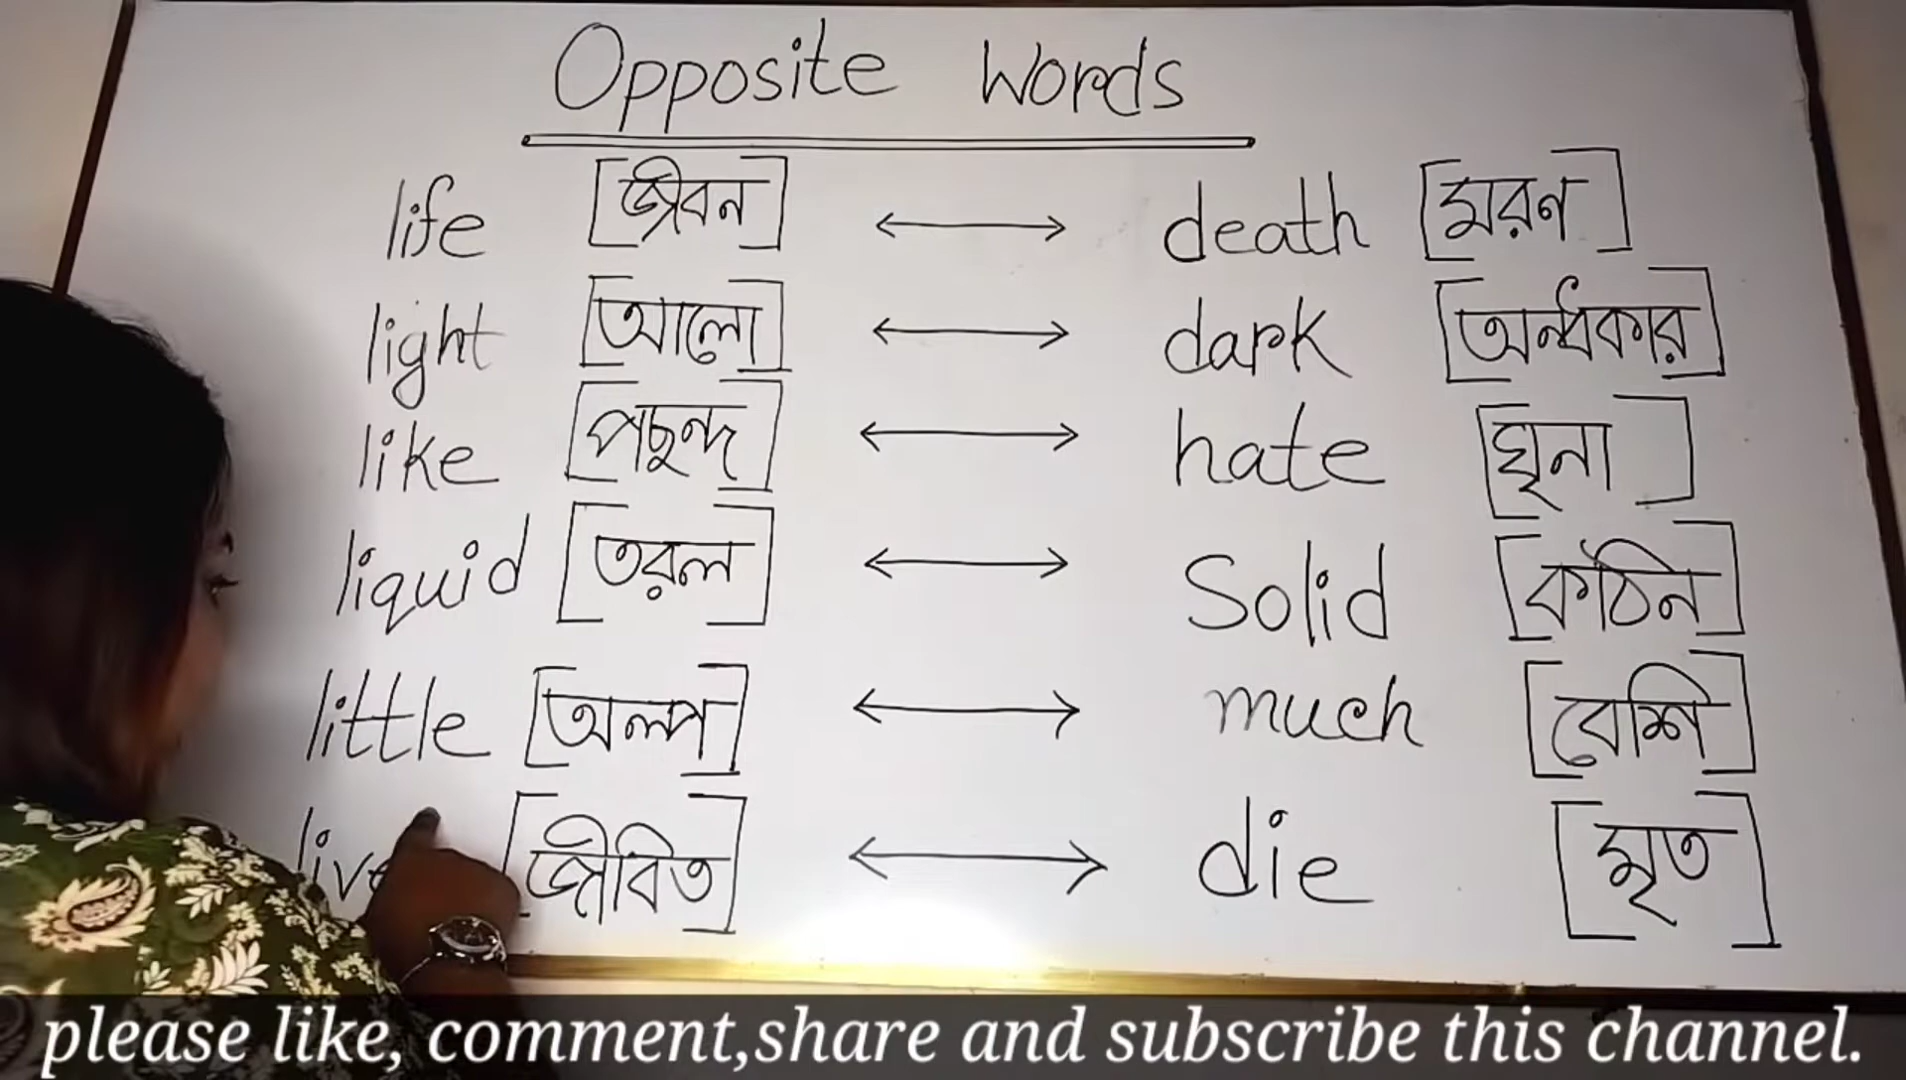 Opposite Words
life [জীবন] ↔ death [মরণ]
light [আলো] ↔ dark [অন্ধকার]
like [পছন্দ] ↔ hate [ঘৃনা]
liquid [তরল] ↔ Solid [কঠিন]
little [অল্প] ↔ much [বেশি]
live [জীবিত] ↔ die [মৃত]
please like, comment,share and subscribe this channel.